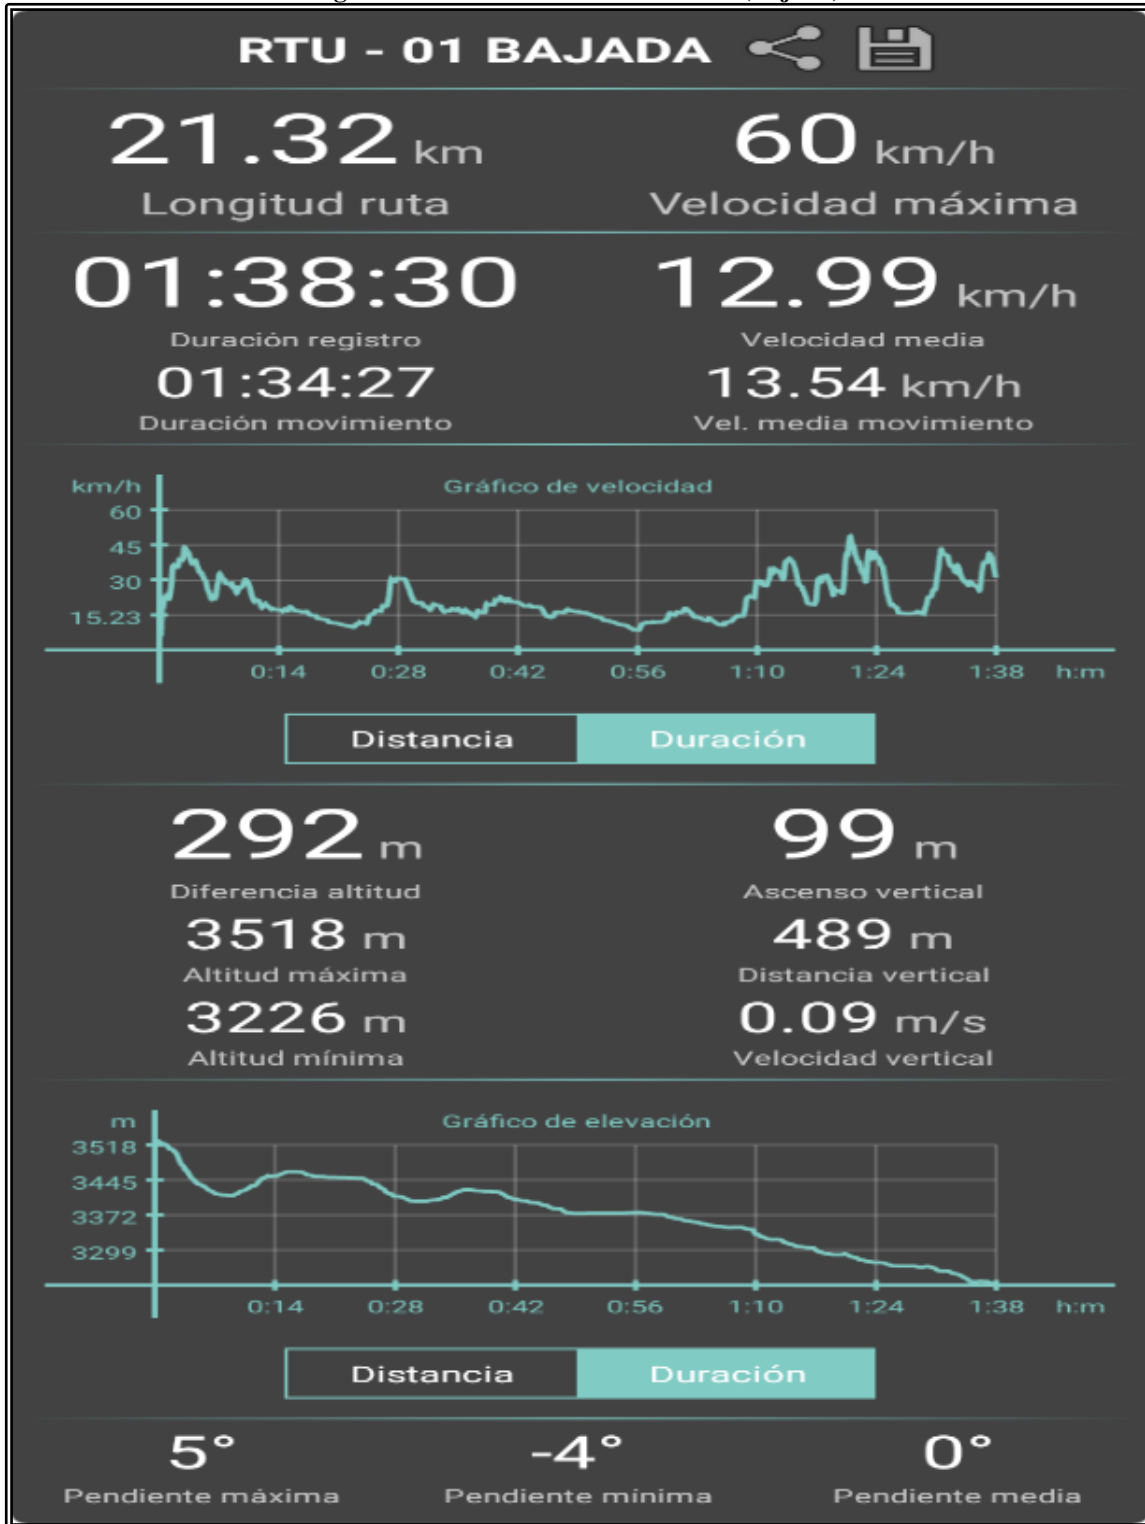 RTU - 01 BAJADA
21.32 km 60 km/h
Longitud ruta Velocidad máxima
01:38:30 12.99 km/h
Duración registro Velocidad media
01:34:27 13.54 km/h
Duración movimiento Vel. media movimiento
km/h Gráfico de velocidad
60
45
30
15.23
0:14 0:28 0:42 0:56 1:10 1:24 1:38 h:m
Distancia Duración
292 m 99 m
Diferencia altitud Ascenso vertical
3518 m 489 m
Altitud máxima Distancia vertical
3226 m 0.09 m/s
Altitud mínima Velocidad vertical
m Gráfico de elevación
3518
3445
3372
3299
0:14 0:28 0:42 0:56 1:10 1:24 1:38 h:m
Distancia Duración
5° -4° 0°
Pendiente máxima Pendiente mínima Pendiente media